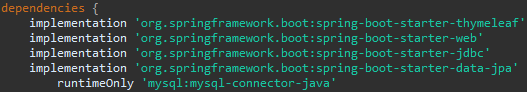 dependencies {
implementation 'org.springframework.boot:spring-boot-starter-thymeleaf'
implementation 'org.springframework.boot:spring-boot-starter-web'
implementation 'org.springframework.boot:spring-boot-starter-jdbc'
implementation 'org.springframework.boot:spring-boot-starter-data-jpa'
runtimeOnly 'mysql:mysql-connector-java'